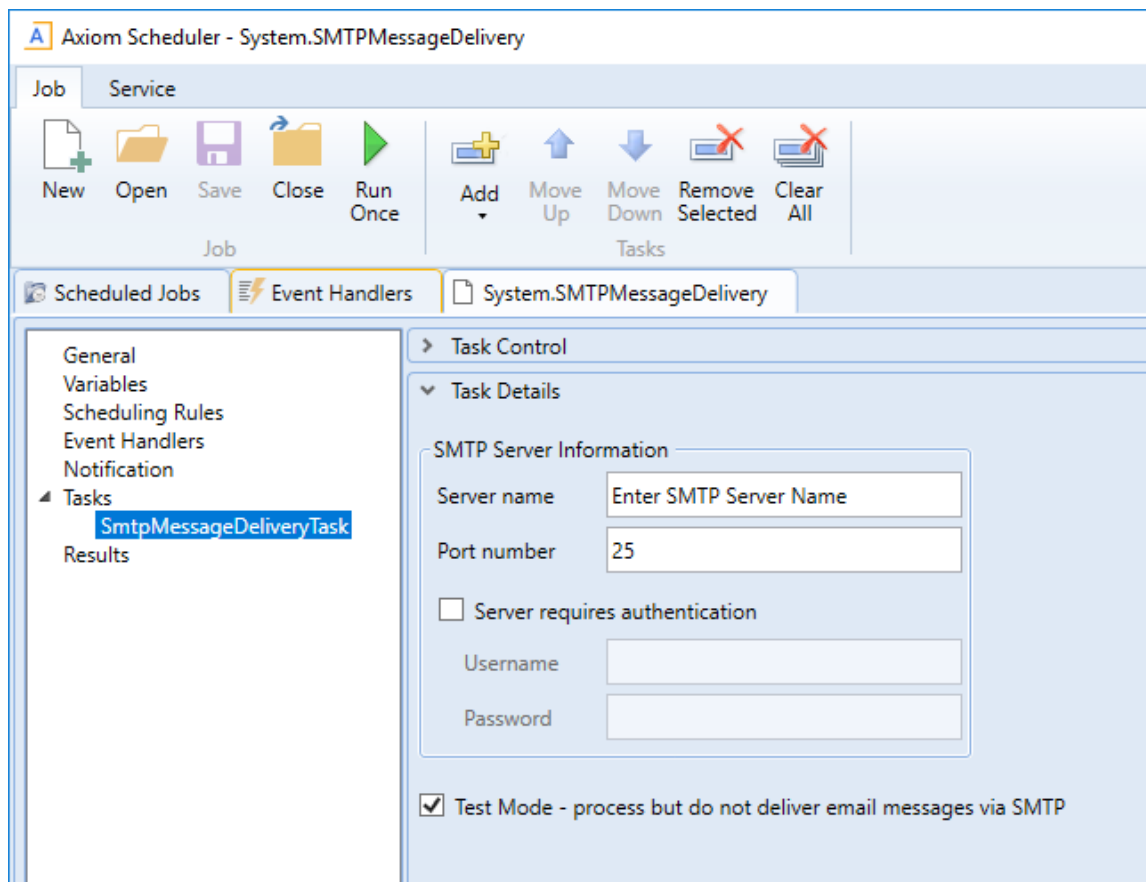 A Axiom Scheduler - System.SMTPMessageDelivery
Job Service
New Open Save Close Run Once
Add Move Up Move Down Remove Selected Clear All
Job Tasks
Scheduled Jobs Event Handlers System.SMTPMessageDelivery
General
Variables
Scheduling Rules
Event Handlers
Notification
Tasks
SmtpMessageDeliveryTask
Results
Task Control
Task Details
SMTP Server Information
Server name Enter SMTP Server Name
Port number 25
Server requires authentication
Username
Password
Test Mode - process but do not deliver email messages via SMTP